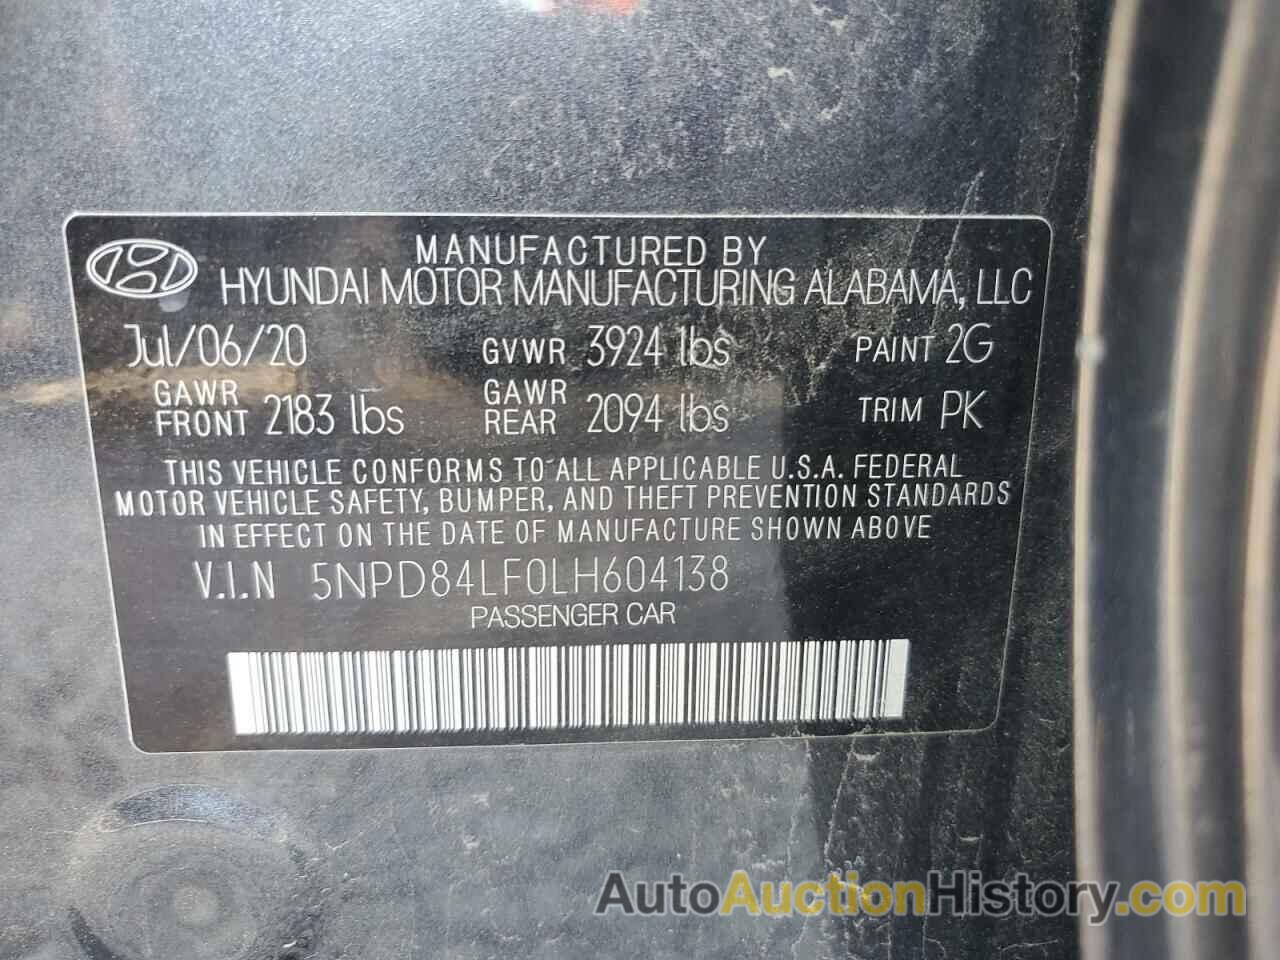 MANUFACTURED BY
HYUNDAI MOTOR MANUFACTURING ALABAMA, LLC
Jul/06/20 GVWR 3924 lbs PAINT 2G
GAWR FRONT 2183 lbs GAWR REAR 2094 lbs TRIM PK
THIS VEHICLE CONFORMS TO ALL APPLICABLE U.S.A. FEDERAL
MOTOR VEHICLE SAFETY, BUMPER, AND THEFT PREVENTION STANDARDS
IN EFFECT ON THE DATE OF MANUFACTURE SHOWN ABOVE
V.I.N 5NPD84LF0LH604138
PASSENGER CAR
AutoAuctionHistory.com